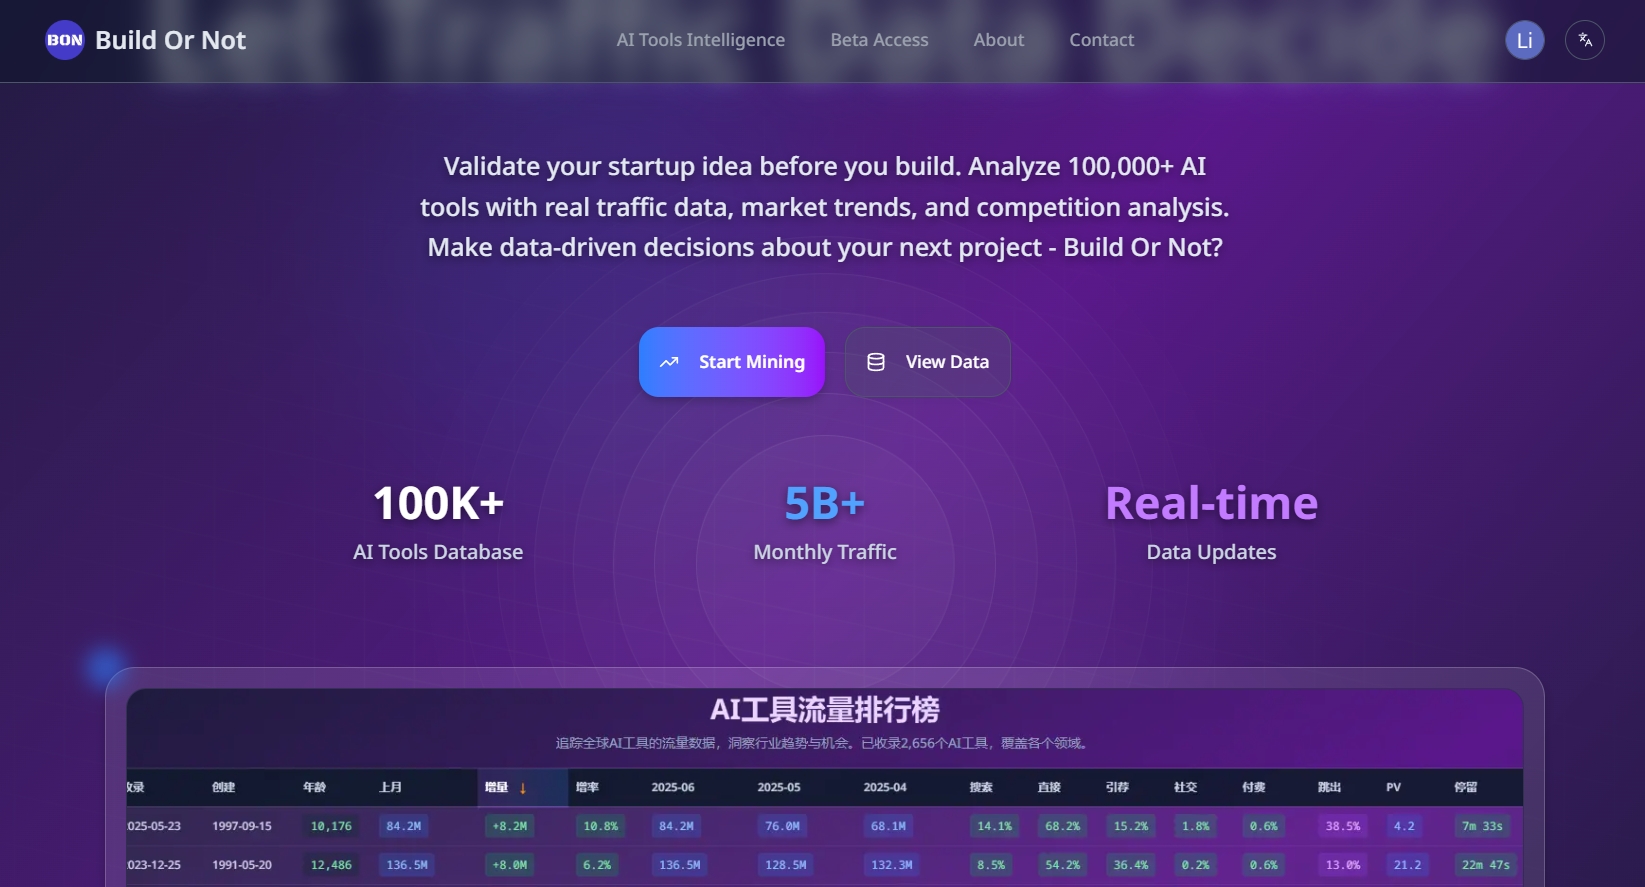 BON Build Or Not AI Tools Intelligence Beta Access About Contact Li
Validate your startup idea before you build. Analyze 100,000+ AI
tools with real traffic data, market trends, and competition analysis.
Make data-driven decisions about your next project - Build Or Not?
Start Mining View Data
100K+ 5B+ Real-time
AI Tools Database Monthly Traffic Data Updates
AI工具流量排行榜
追踪全球AI工具的流量数据，洞察行业趋势与机会。已收录2,656个AI工具，覆盖各个领域。
收录 创建 年龄 上月 增量 ↓ 增率 2025-06 2025-05 2025-04 搜索 直接 引荐 社交 付费 跳出 PV 停留
025-05-23 1997-09-15 10,176 84.2M +8.2M 10.8% 84.2M 76.0M 68.1M 14.1% 68.2% 15.2% 1.8% 0.6% 38.5% 4.2 7m 33s
023-12-25 1991-05-20 12,486 136.5M +8.0M 6.2% 136.5M 128.5M 132.3M 8.5% 54.2% 36.4% 0.2% 0.6% 13.0% 21.2 22m 47s